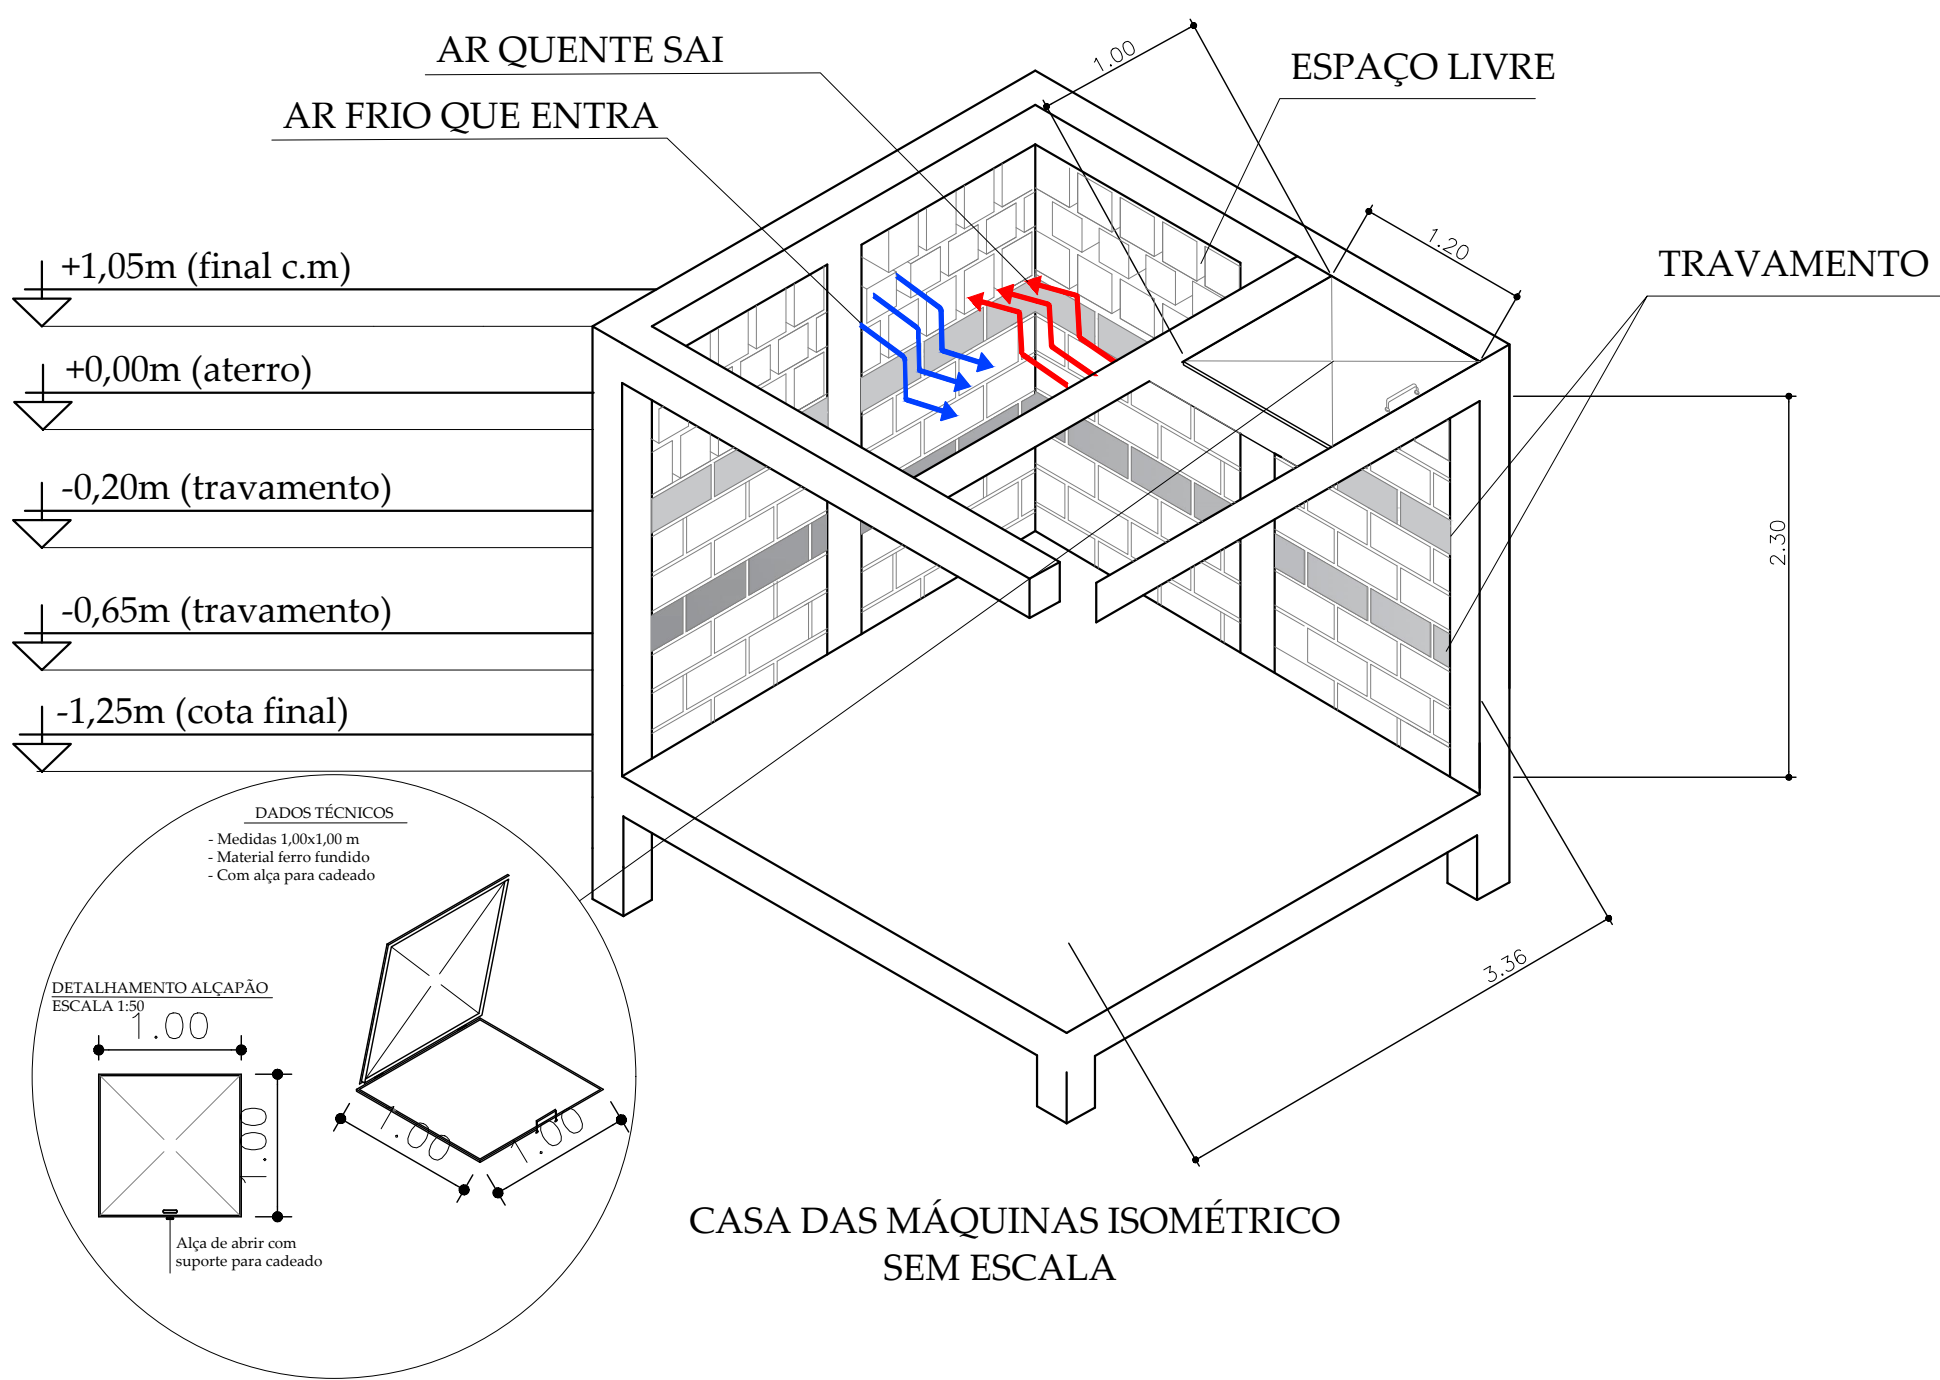 AR QUENTE SAI
AR FRIO QUE ENTRA
1.00
ESPAÇO LIVRE
1.20
TRAVAMENTO
+1,05m (final c.m)
+0,00m (aterro)
-0,20m (travamento)
-0,65m (travamento)
-1,25m (cota final)
2.30
3.36
DADOS TÉCNICOS
- Medidas 1,00x1,00 m
- Material ferro fundido
- Com alça para cadeado
DETALHAMENTO ALÇAPÃO
ESCALA 1:50
1.00
1.00
1.00
1.00
Alça de abrir com
suporte para cadeado
CASA DAS MÁQUINAS ISOMÉTRICO
SEM ESCALA